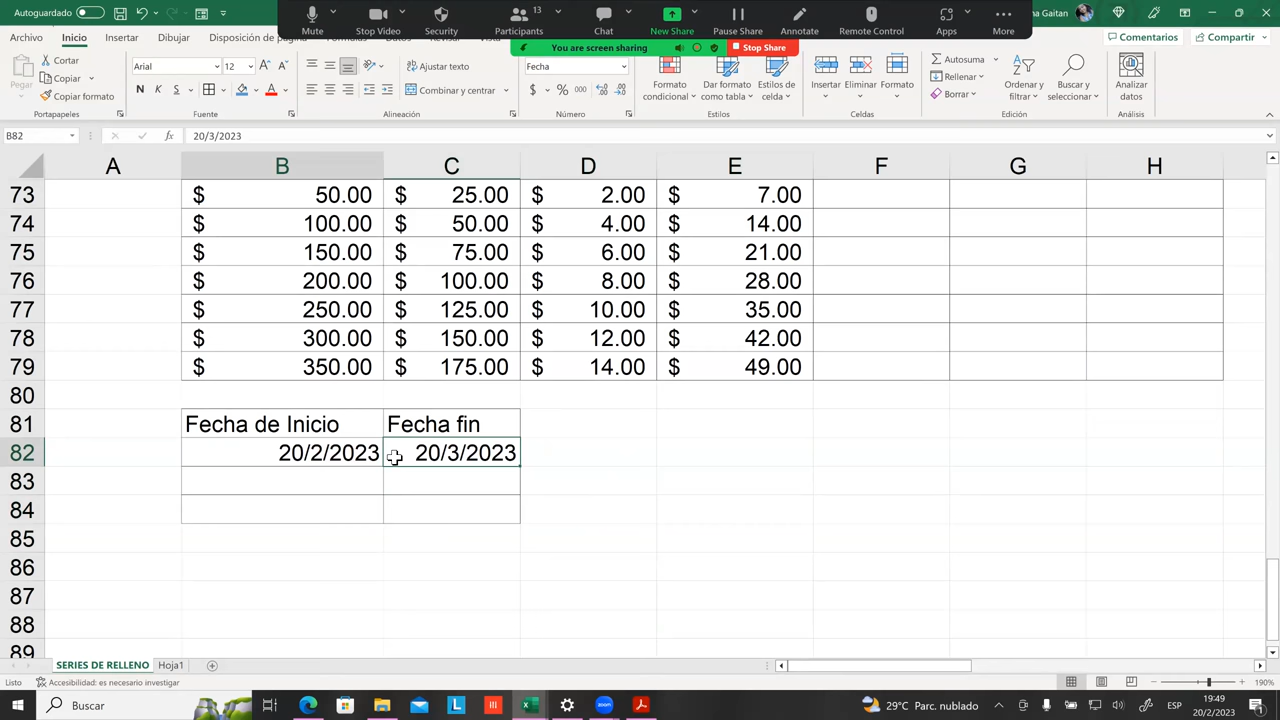 Autoguardado
13
na Gaitan
Mute
Stop Video
Security
Participants
Chat
New Share
Pause Share
Annotate
Remote Control
Apps
More
Archivo
Inicio
Insertar
Dibujar
Disposición de
Comentarios
Compartir
You are screen sharing
Stop Share
Pegar
Cortar
Copiar
Copiar formato
Arial
12
N K S
Ajustar texto
Combinar y centrar
Fecha
$ % 000
Formato condicional
Dar formato como tabla
Estilos de celda
Insertar
Eliminar
Formato
Autosuma
Rellenar
Borrar
Ordenar y filtrar
Buscar y seleccionar
Analizar datos
Portapapeles
Fuente
Alineación
Número
Estilos
Celdas
Edición
Análisis
B82
fx
20/3/2023
A B C D E F G H
73 $ 50.00 $ 25.00 $ 2.00 $ 7.00
74 $ 100.00 $ 50.00 $ 4.00 $ 14.00
75 $ 150.00 $ 75.00 $ 6.00 $ 21.00
76 $ 200.00 $ 100.00 $ 8.00 $ 28.00
77 $ 250.00 $ 125.00 $ 10.00 $ 35.00
78 $ 300.00 $ 150.00 $ 12.00 $ 42.00
79 $ 350.00 $ 175.00 $ 14.00 $ 49.00
80
81 Fecha de Inicio Fecha fin
82 20/2/2023 20/3/2023
83
84
85
86
87
88
89
SERIES DE RELLENO
Hoja1
Listo
Accesibilidad: es necesario investigar
190%
Buscar
29°C Parc. nublado
ESP
19:49
20/2/2023